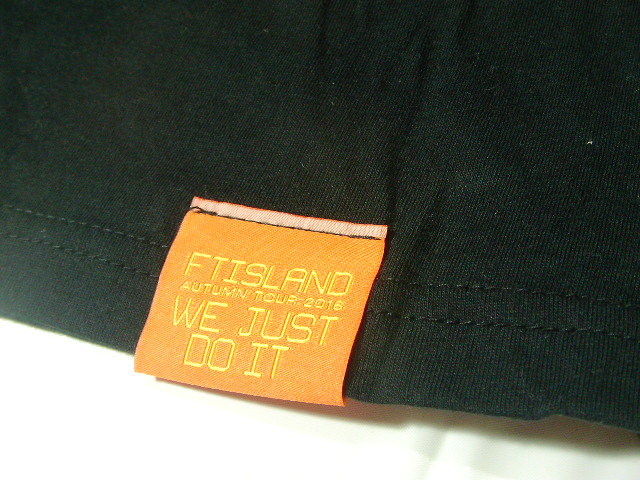 FTISLAND
AUTUMN TOUR 2016
WE JUST
DO IT